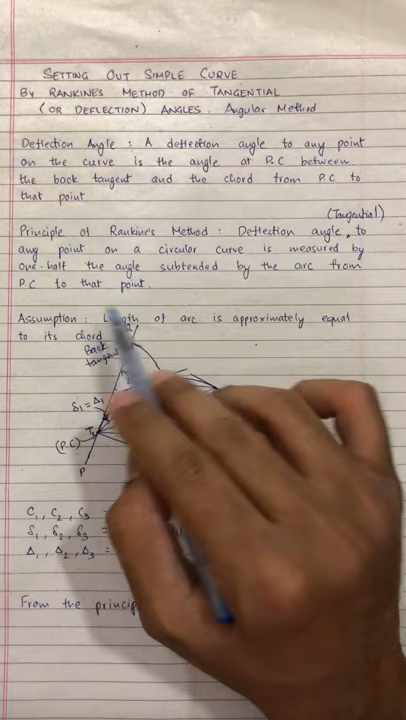 SETTING OUT SIMPLE CURVE
BY RANKINE'S METHOD OF TANGENTIAL
(OR DEFLECTION) ANGLES. Angular Method
Deflection Angle : A deflection angle to any point
on the curve is the angle at P.C between
the back tangent and the chord from P.C to
that point
(Tangential)
Principle of Rankine's Method : Deflection angle, to
any point on a circular curve is measured by
one-half the angle subtended by the arc from
P.C to that point.
Assumption : of arc is approximately equal
to its chord
Back
tangent
δ1 = Δ1
T1
(P.C)
P
C1, C2, C3 =
δ1, δ2, δ3 =
Δ1, Δ2, Δ3 =
From the